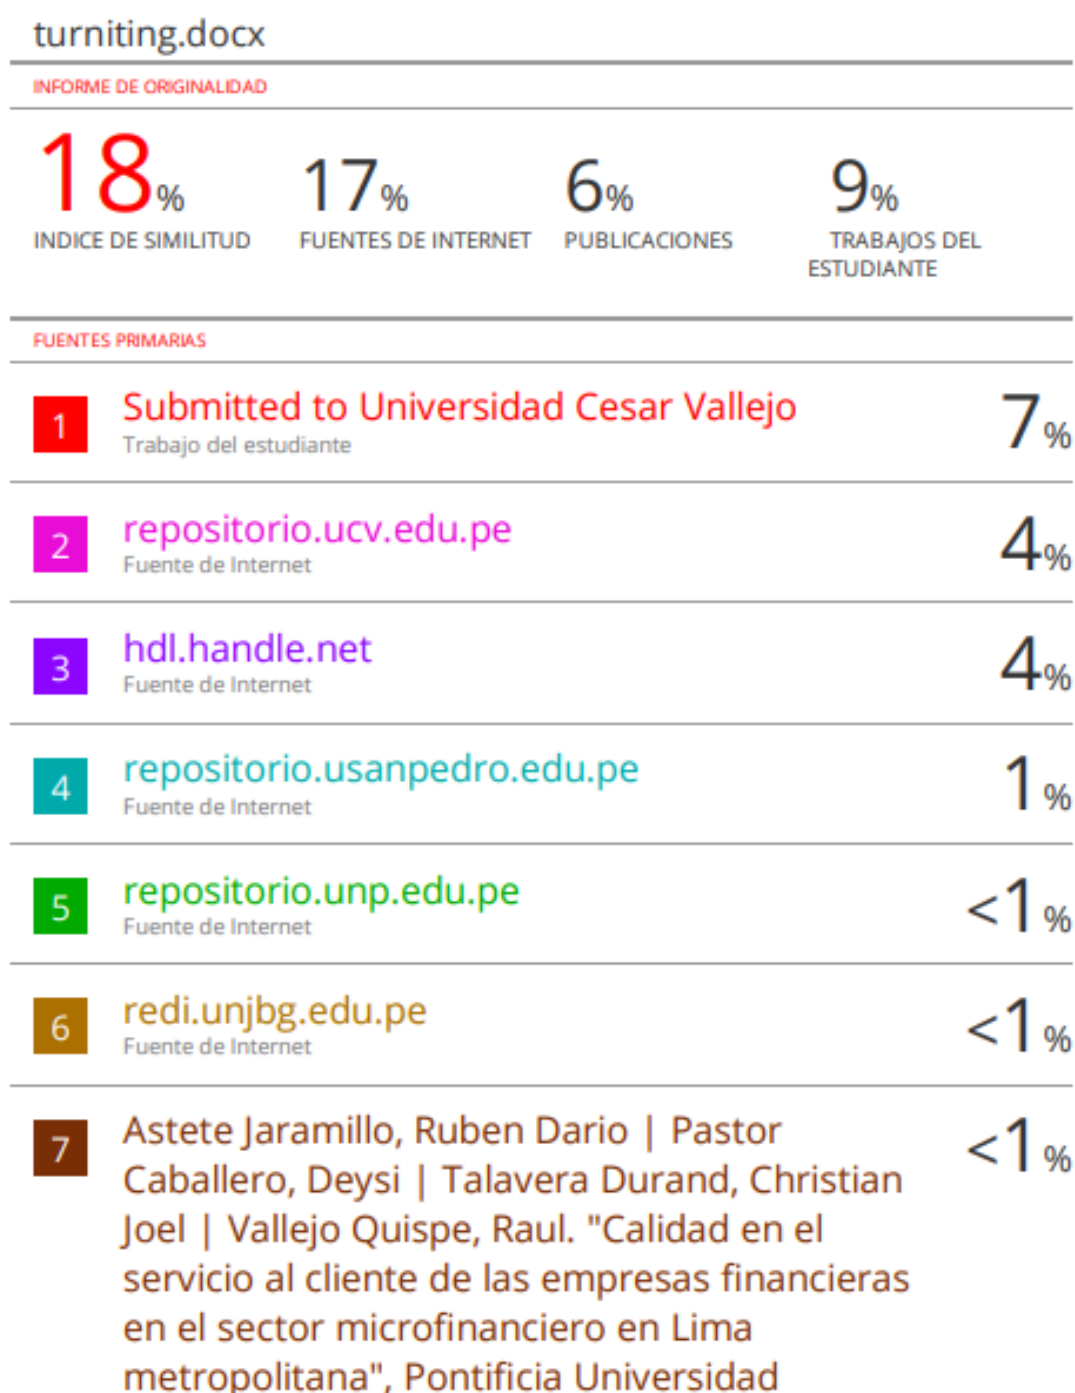 turniting.docx
INFORME DE ORIGINALIDAD
18% 17% 6% 9%
INDICE DE SIMILITUD FUENTES DE INTERNET PUBLICACIONES TRABAJOS DEL
ESTUDIANTE
FUENTES PRIMARIAS
1 Submitted to Universidad Cesar Vallejo 7%
Trabajo del estudiante
2 repositorio.ucv.edu.pe 4%
Fuente de Internet
3 hdl.handle.net 4%
Fuente de Internet
4 repositorio.usanpedro.edu.pe 1%
Fuente de Internet
5 repositorio.unp.edu.pe <1%
Fuente de Internet
6 redi.unjbg.edu.pe <1%
Fuente de Internet
7 Astete Jaramillo, Ruben Dario | Pastor <1%
Caballero, Deysi | Talavera Durand, Christian
Joel | Vallejo Quispe, Raul. "Calidad en el
servicio al cliente de las empresas financieras
en el sector microfinanciero en Lima
metropolitana", Pontificia Universidad